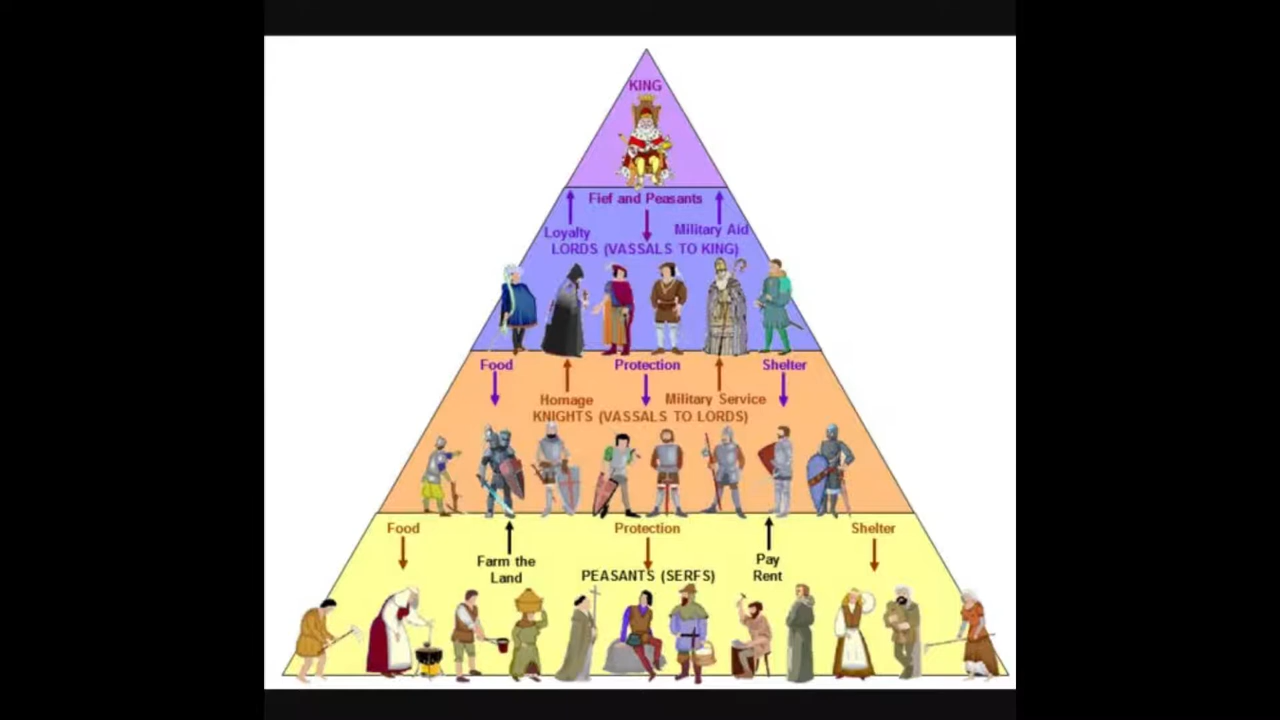 KING
Fief and Peasants
Loyalty
Military Aid
LORDS (VASSALS TO KING)
Food
Protection
Shelter
Homage
Military Service
KNIGHTS (VASSALS TO LORDS)
Food
Protection
Shelter
Farm the
Land
Pay
Rent
PEASANTS (SERFS)